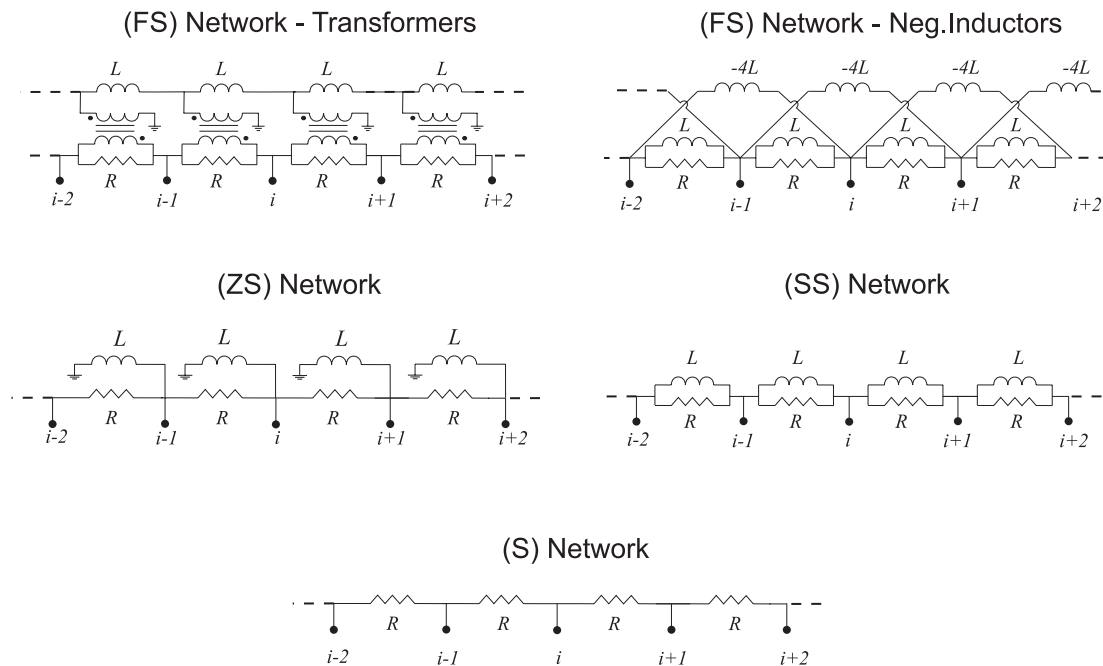 (FS) Network - Transformers
L L L L
R R R R
i-2 i-1 i i+1 i+2
(FS) Network - Neg.Inductors
-4L -4L -4L -4L
L L L L
R R R R
i-2 i-1 i i+1 i+2
(ZS) Network
L L L L
R R R R
i-2 i-1 i i+1 i+2
(SS) Network
L L L L
R R R R
i-2 i-1 i i+1 i+2
(S) Network
R R R R
i-2 i-1 i i+1 i+2